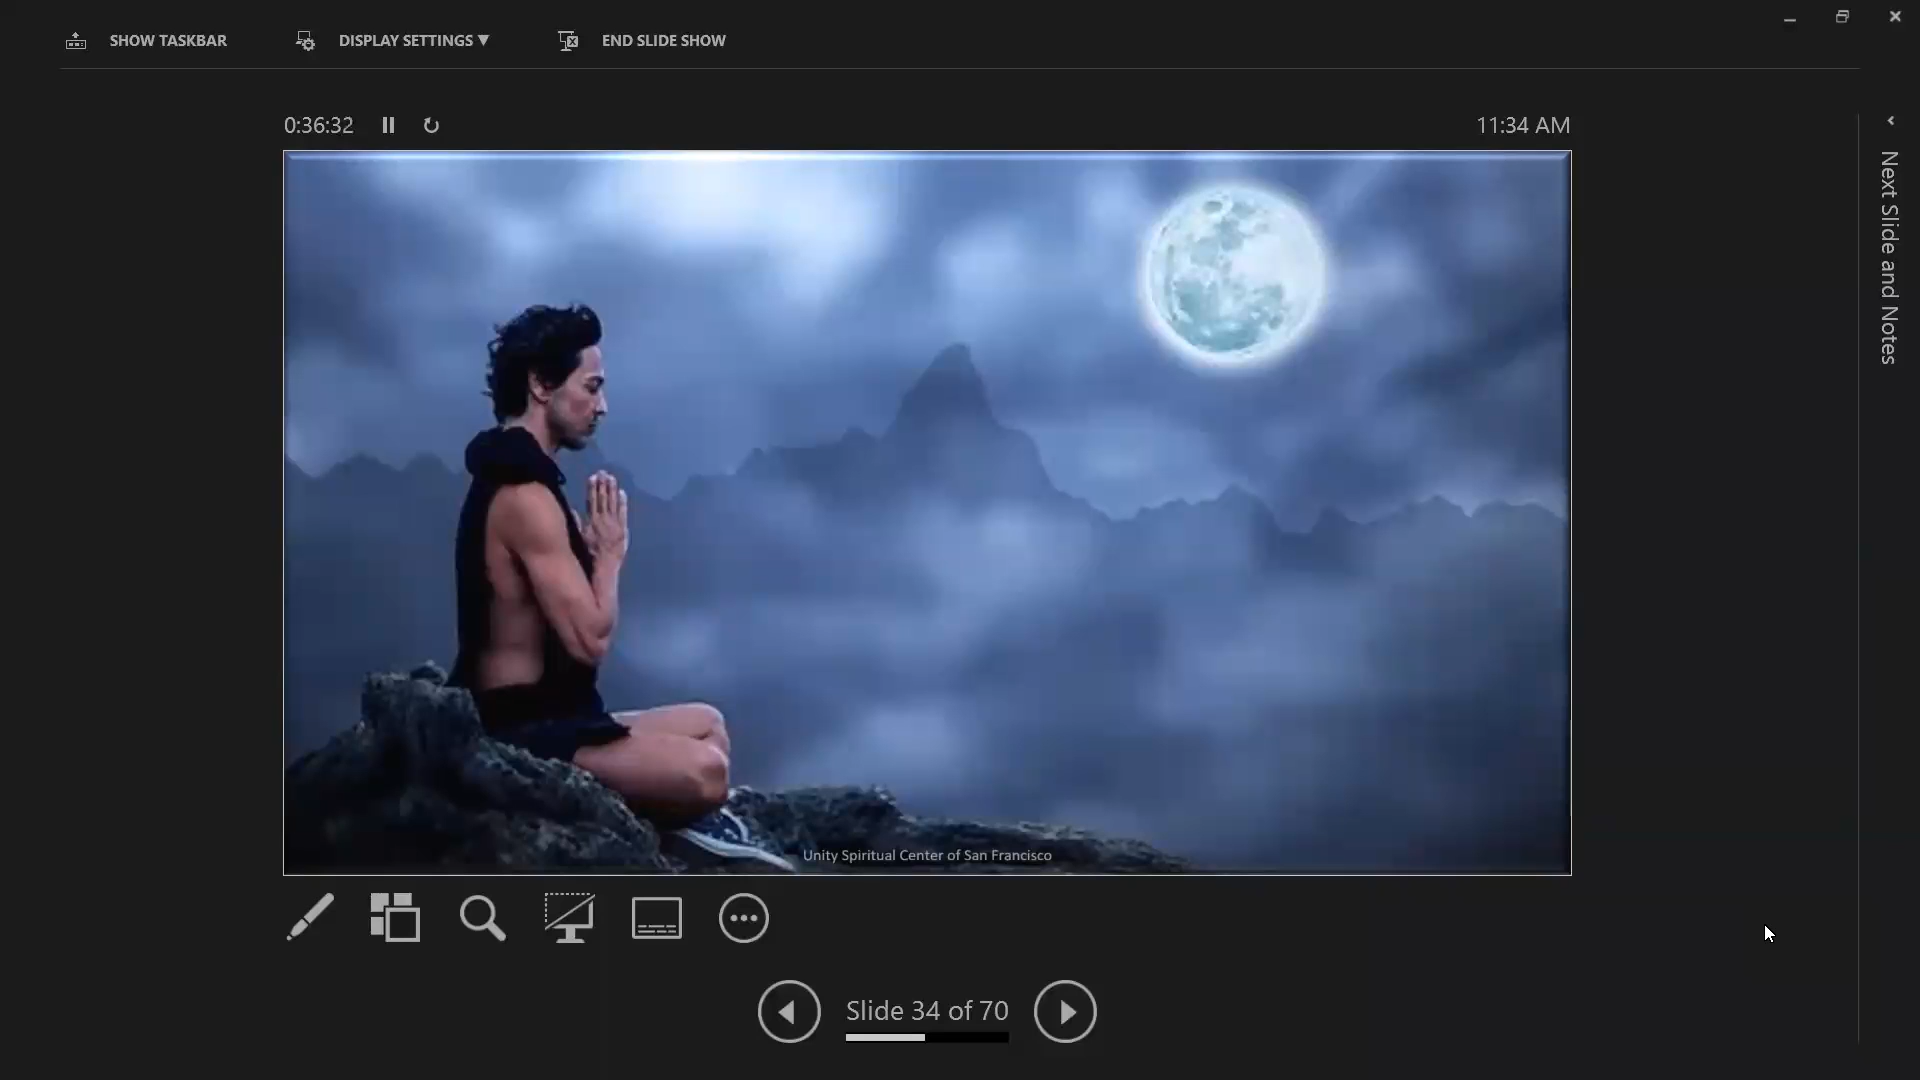 SHOW TASKBAR
DISPLAY SETTINGS ▼
END SLIDE SHOW
0:36:32
11:34 AM
Next Slide and Notes
Unity Spiritual Center of San Francisco
Slide 34 of 70